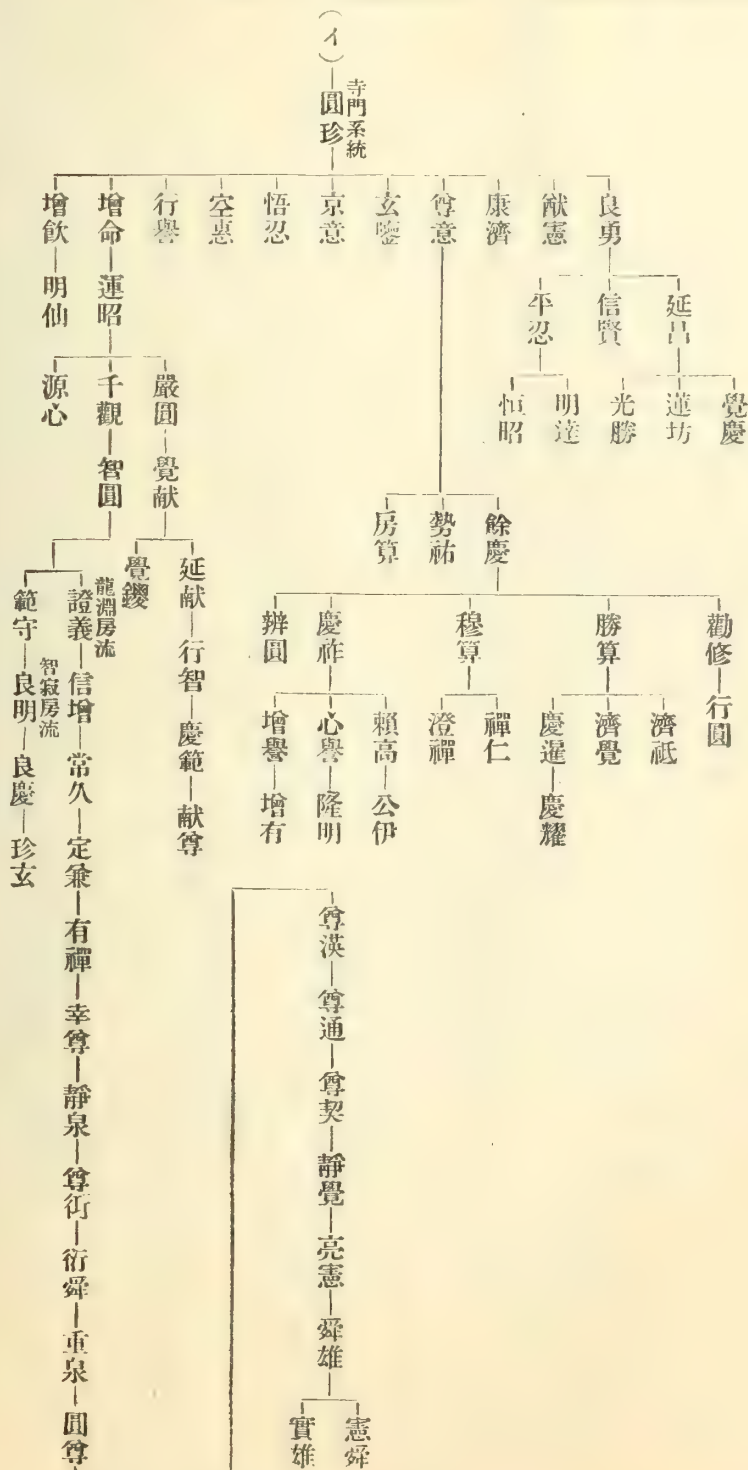 (イ)―圓珍
寺門系統
良勇
猷憲
康濟
尊意
玄鑒
京意
悟忍
空惠
行譽
增命―運昭
增欽―明仙
延昌
信賢
平忍
覺慶
蓮坊
光勝
明達
恒昭
餘慶
勢祐
房算
勸修―行圓
勝算
穆算
慶祚
辨圓
濟祇
濟覺
慶暹―慶耀
禪仁
澄禪
賴高―公伊
心譽―隆明
增譽―增有
嚴圓―覺献
千觀―智圓
源心
延献―行智―慶範―献尊
覺鑁
龍淵房流
證義―信增―常久―定兼―有禪―幸尊―靜泉―尊衍―衍舜―重泉―圓尊
智寂房流
範守―良明―良慶―珍玄
尊渶―尊通―尊契―靜覺―亮憲―舜雄
憲舜
實雄